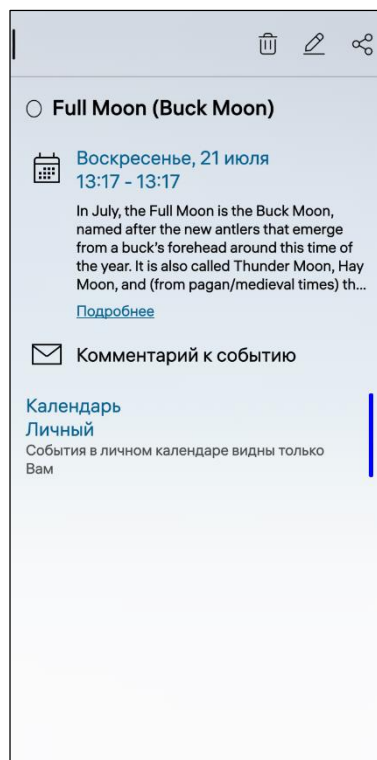 Full Moon (Buck Moon)
Воскресенье, 21 июля
13:17 - 13:17
In July, the Full Moon is the Buck Moon,
named after the new antlers that emerge
from a buck's forehead around this time of
the year. It is also called Thunder Moon, Hay
Moon, and (from pagan/medieval times) th...
Подробнее
Комментарий к событию
Календарь
Личный
События в личном календаре видны только
Вам